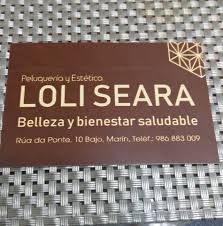 Peluquería y Estética
LOLI SEARA
Belleza y bienestar saludable
Rúa da Ponte, 10 Bajo, Marín, Teléf.: 986 883 009